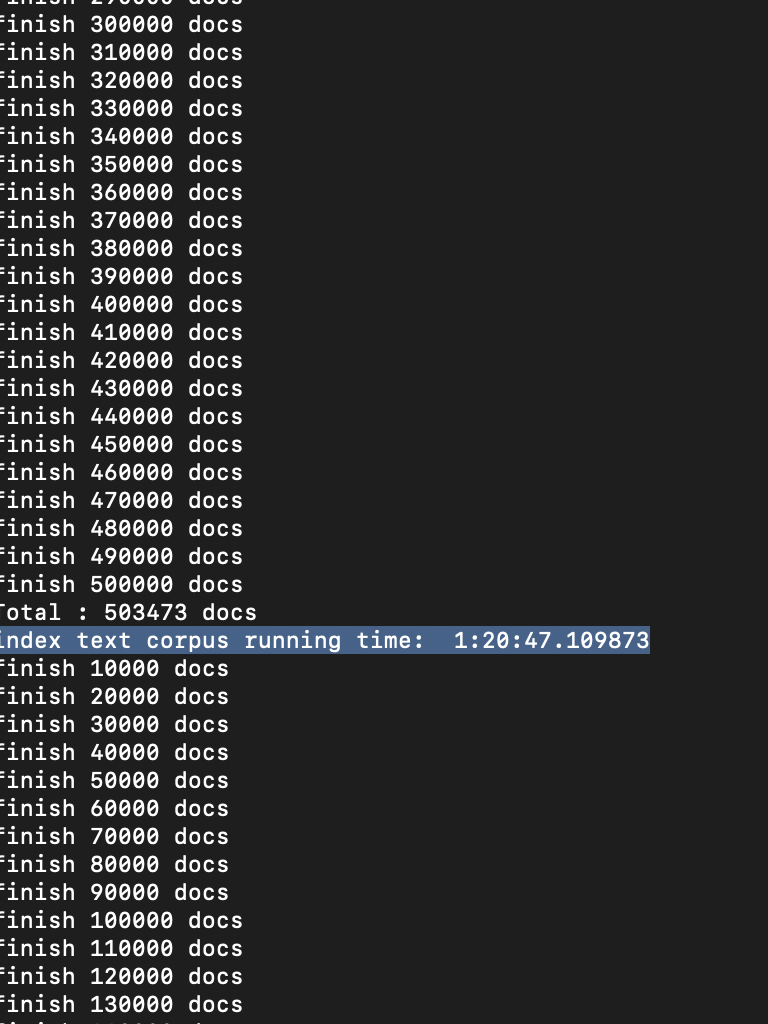 finish 290000 docs
finish 300000 docs
finish 310000 docs
finish 320000 docs
finish 330000 docs
finish 340000 docs
finish 350000 docs
finish 360000 docs
finish 370000 docs
finish 380000 docs
finish 390000 docs
finish 400000 docs
finish 410000 docs
finish 420000 docs
finish 430000 docs
finish 440000 docs
finish 450000 docs
finish 460000 docs
finish 470000 docs
finish 480000 docs
finish 490000 docs
finish 500000 docs
Total : 503473 docs
index text corpus running time:  1:20:47.109873
finish 10000 docs
finish 20000 docs
finish 30000 docs
finish 40000 docs
finish 50000 docs
finish 60000 docs
finish 70000 docs
finish 80000 docs
finish 90000 docs
finish 100000 docs
finish 110000 docs
finish 120000 docs
finish 130000 docs